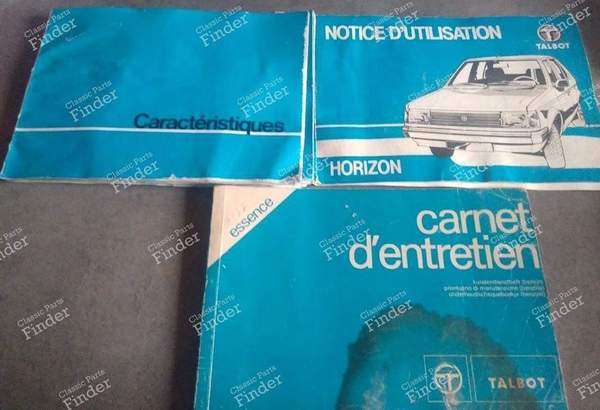 Caractéristiques
NOTICE D'UTILISATION
TALBOT
HORIZON
essence
carnet
d'entretien
TALBOT
Classic Parts
Finder